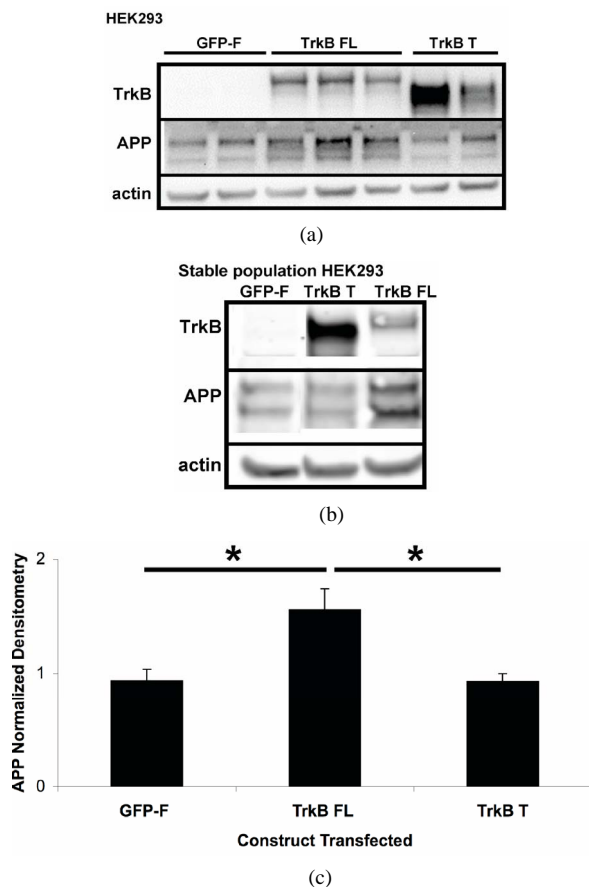 HEK293
GFP-F TrkB FL TrkB T
TrkB
APP
actin
(a)
Stable population HEK293
GFP-F TrkB T TrkB FL
TrkB
APP
actin
(b)
APP Normalized Densitometry
2
1
0
* *
GFP-F TrkB FL TrkB T
Construct Transfected
(c)